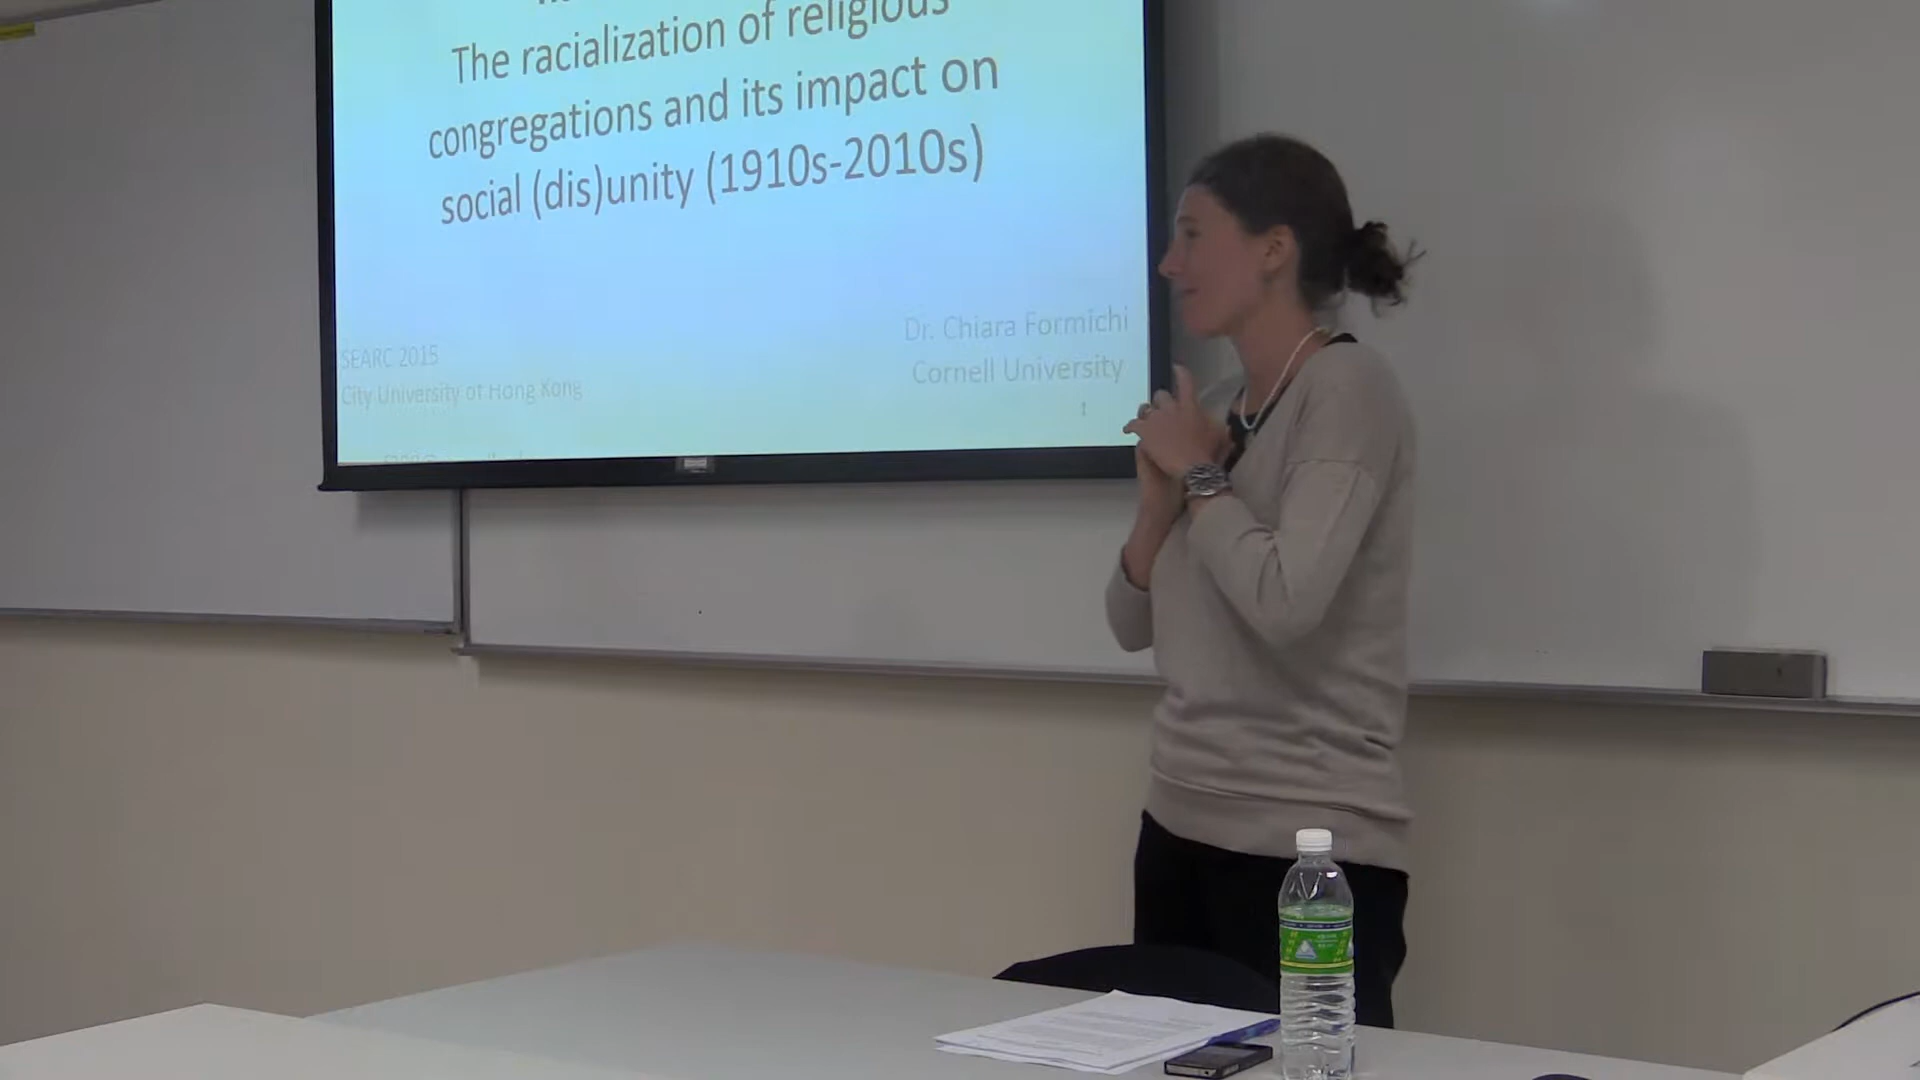 The racialization of religious
congregations and its impact on
social (dis)unity (1910s-2010s)
Dr. Chiara Formichi
Cornell University
SEARC 2015
City University of Hong Kong
1